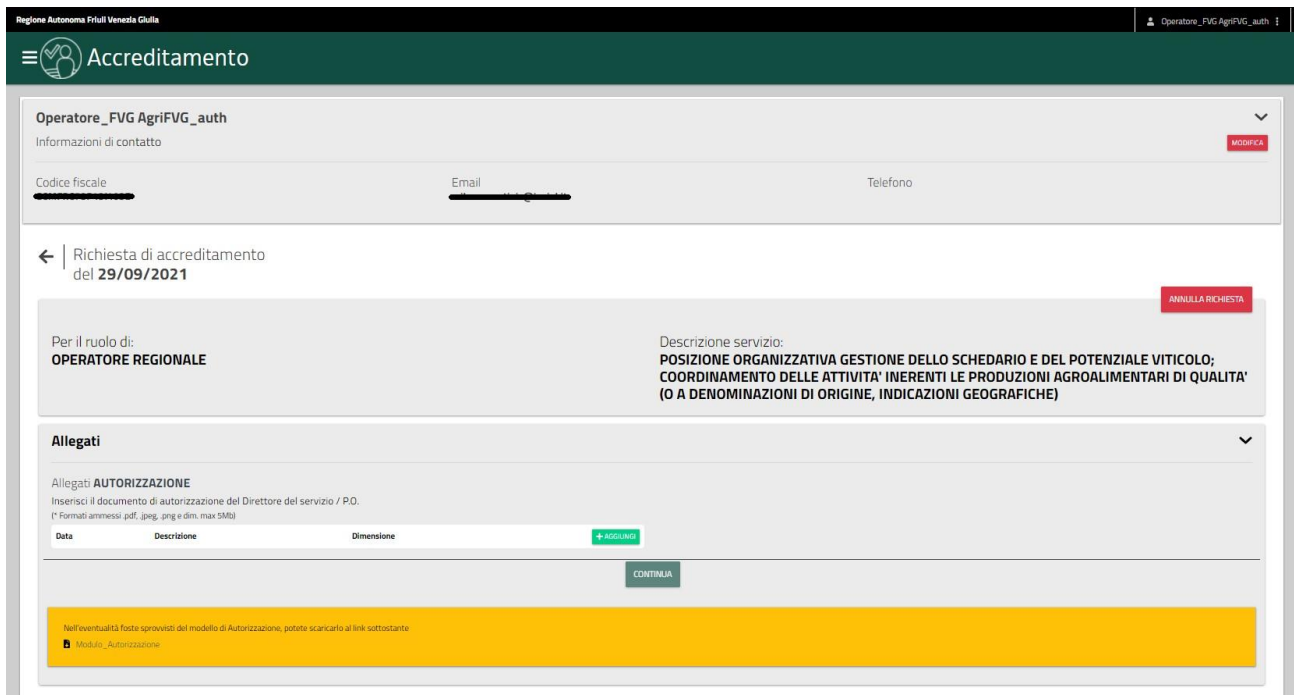 Regione Autonoma Friuli Venezia Giulia
Operatore_FVG AgriFVG_auth
Accreditamento
Operatore_FVG AgriFVG_auth
Informazioni di contatto
MODIFICA
Codice fiscale
Email
Telefono
Richiesta di accreditamento
del 29/09/2021
ANNULLA RICHIESTA
Per il ruolo di:
OPERATORE REGIONALE
Descrizione servizio:
POSIZIONE ORGANIZZATIVA GESTIONE DELLO SCHEDARIO E DEL POTENZIALE VITICOLO;
COORDINAMENTO DELLE ATTIVITA' INERENTI LE PRODUZIONI AGROALIMENTARI DI QUALITA'
(O A DENOMINAZIONI DI ORIGINE, INDICAZIONI GEOGRAFICHE)
Allegati
Allegati AUTORIZZAZIONE
Inserisci il documento di autorizzazione del Direttore del servizio / P.O.
(* Formati ammessi .pdf, .jpeg, .png e dim. max 5Mb)
Data Descrizione Dimensione + AGGIUNGI
CONTINUA
Nell'eventualità foste sprovvisti del modello di Autorizzazione, potete scaricarlo al link sottostante
Modulo_Autorizzazione